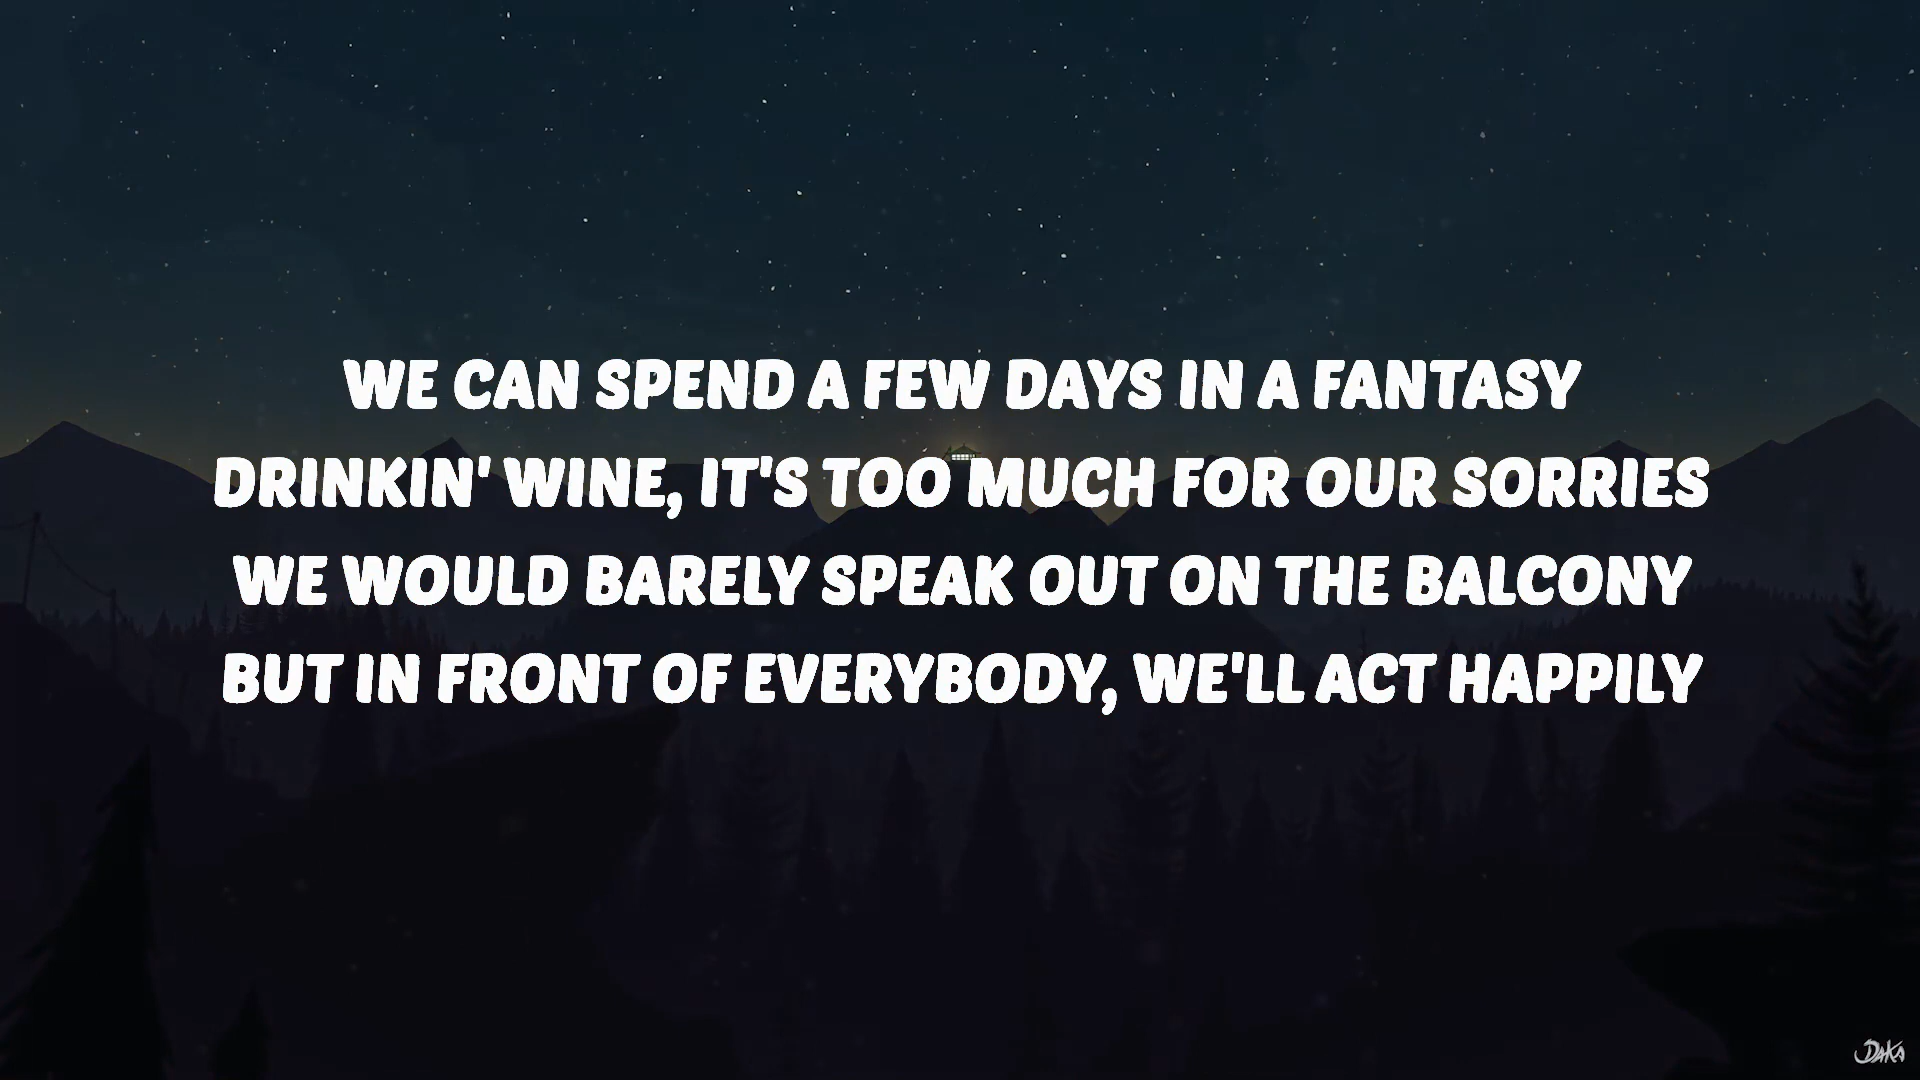 WE CAN SPEND A FEW DAYS IN A FANTASY
DRINKIN' WINE, IT'S TOO MUCH FOR OUR SORRIES
WE WOULD BARELY SPEAK OUT ON THE BALCONY
BUT IN FRONT OF EVERYBODY, WE'LL ACT HAPPILY
DAKA